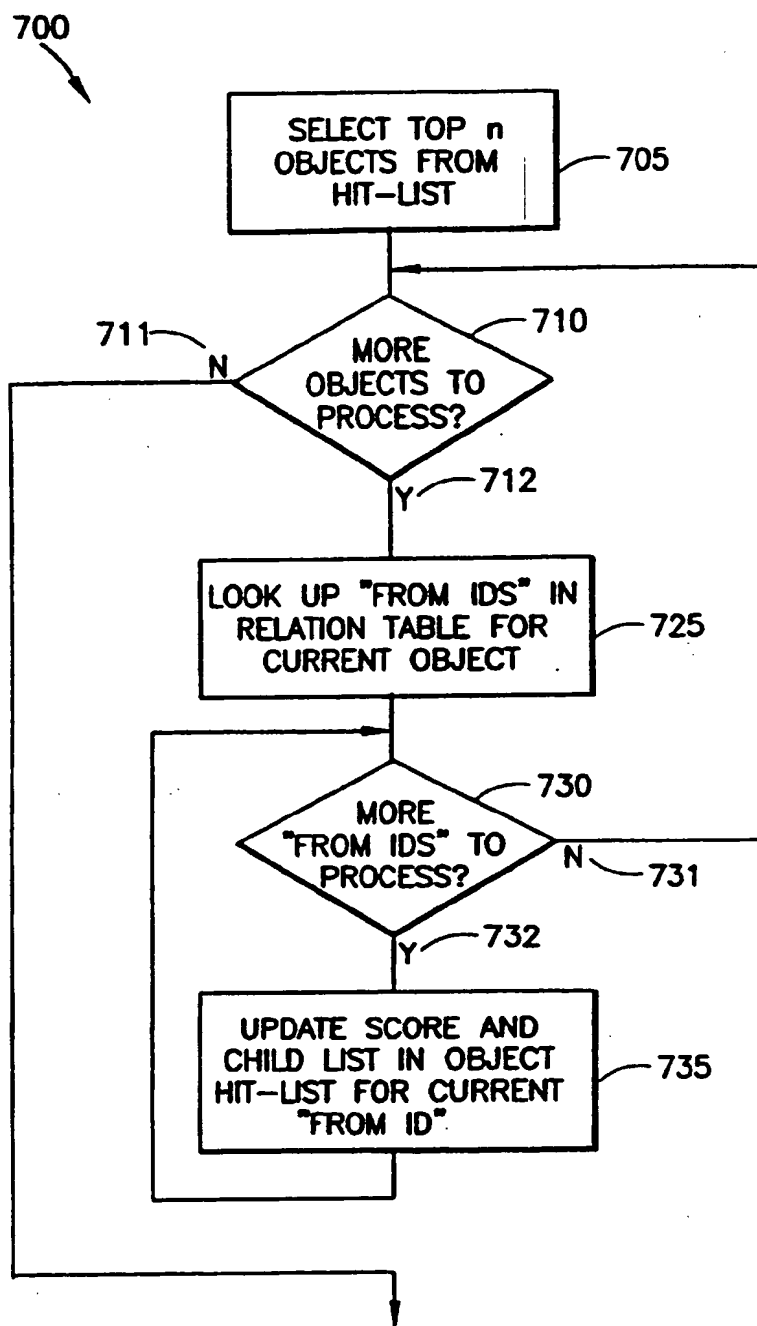 700
SELECT TOP n
OBJECTS FROM
HIT-LIST
705
711
N
710
MORE
OBJECTS TO
PROCESS?
Y
712
LOOK UP "FROM IDS" IN
RELATION TABLE FOR
CURRENT OBJECT
725
730
MORE
"FROM IDS" TO
PROCESS?
N
731
Y
732
UPDATE SCORE AND
CHILD LIST IN OBJECT
HIT-LIST FOR CURRENT
"FROM ID"
735